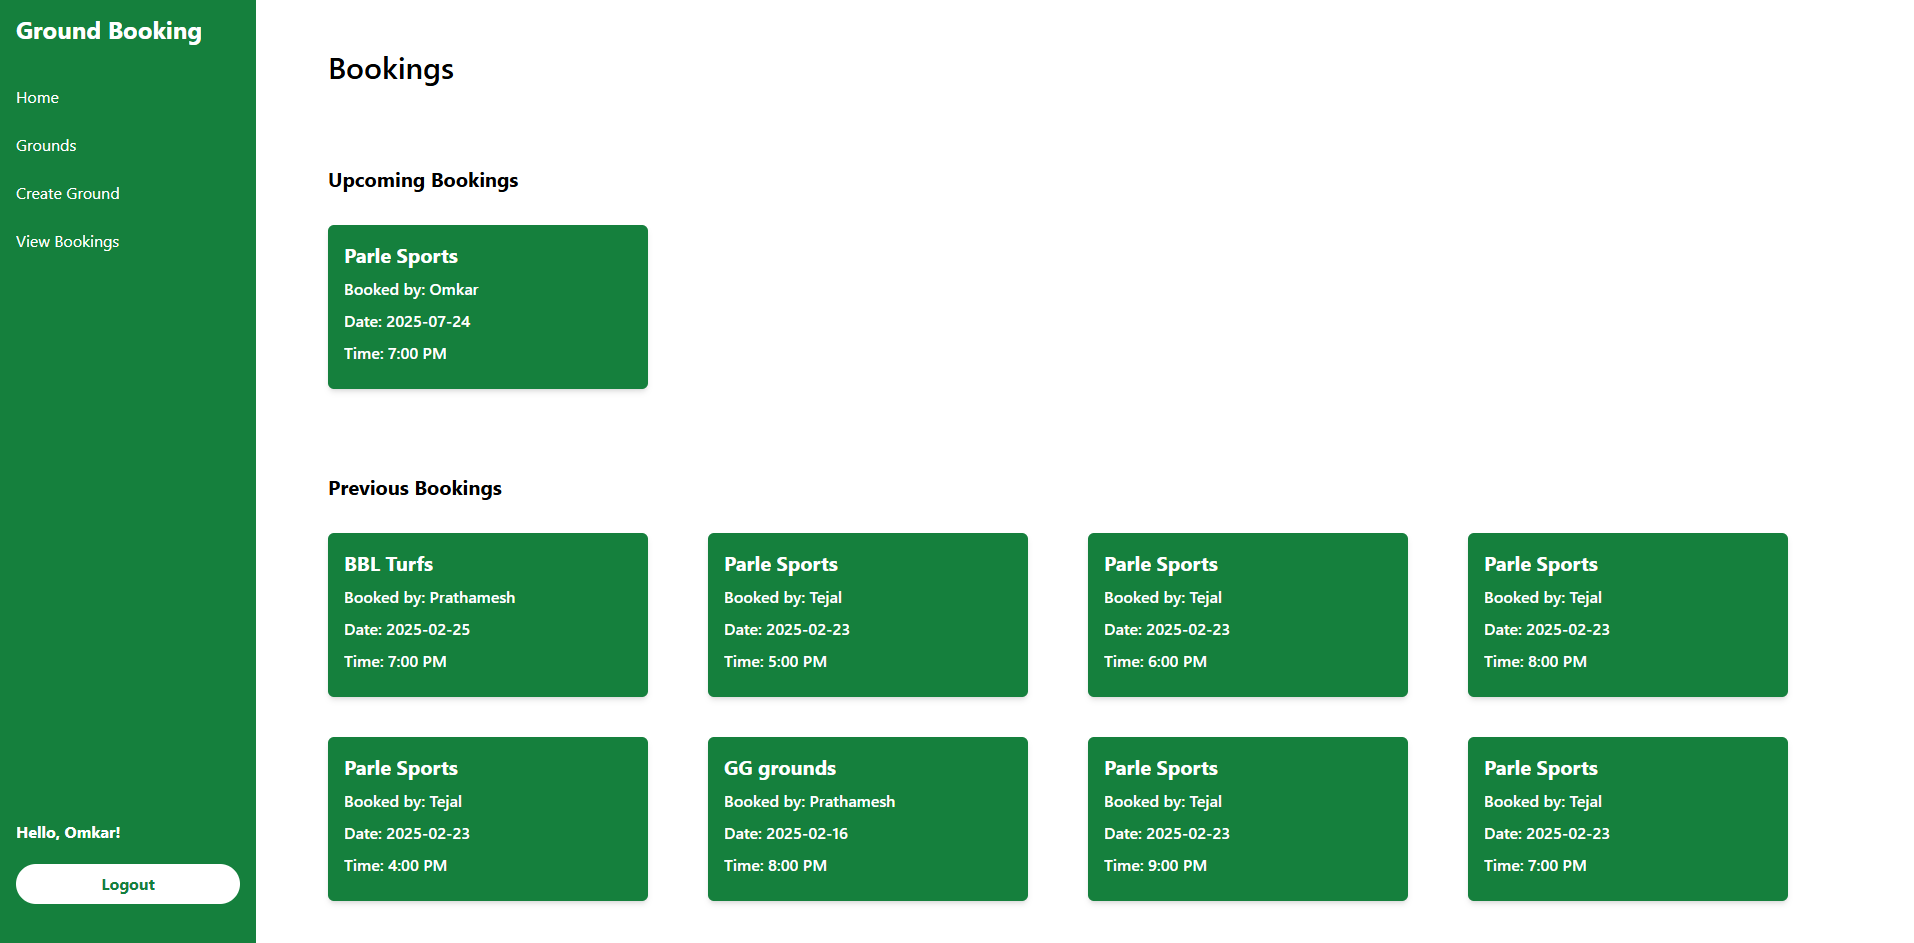 Ground Booking
Home
Grounds
Create Ground
View Bookings
Hello, Omkar!
Logout
Bookings
Upcoming Bookings
Parle Sports
Booked by: Omkar
Date: 2025-07-24
Time: 7:00 PM
Previous Bookings
BBL Turfs
Booked by: Prathamesh
Date: 2025-02-25
Time: 7:00 PM
Parle Sports
Booked by: Tejal
Date: 2025-02-23
Time: 5:00 PM
Parle Sports
Booked by: Tejal
Date: 2025-02-23
Time: 6:00 PM
Parle Sports
Booked by: Tejal
Date: 2025-02-23
Time: 8:00 PM
Parle Sports
Booked by: Tejal
Date: 2025-02-23
Time: 4:00 PM
GG grounds
Booked by: Prathamesh
Date: 2025-02-16
Time: 8:00 PM
Parle Sports
Booked by: Tejal
Date: 2025-02-23
Time: 9:00 PM
Parle Sports
Booked by: Tejal
Date: 2025-02-23
Time: 7:00 PM